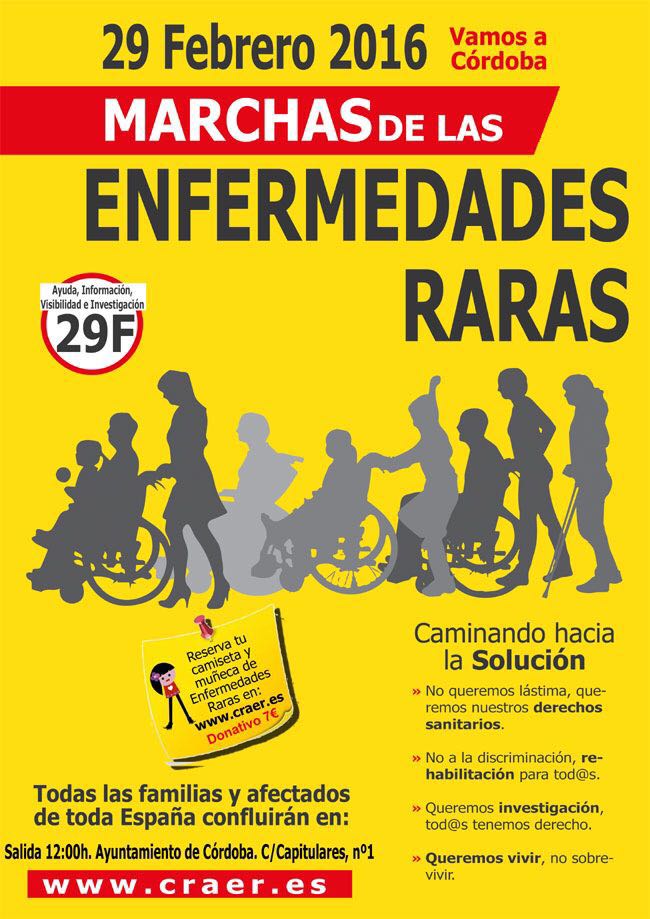 29 Febrero 2016
Vamos a
Córdoba
MARCHAS DE LAS
ENFERMEDADES
RARAS
Ayuda, Información,
Visibilidad e Investigación
29F
Reserva tu
camiseta y
muñeca de
Enfermedades
Raras en:
www.craer.es
Donativo 7€
Todas las familias y afectados
de toda España confluirán en:
Salida 12:00h. Ayuntamiento de Córdoba. C/Capitulares, nº1
www.craer.es
Caminando hacia
la Solución
» No queremos lástima, que-
remos nuestros derechos
sanitarios.
» No a la discriminación, re-
habilitación para tod@s.
» Queremos investigación,
tod@s tenemos derecho.
» Queremos vivir, no sobre-
vivir.